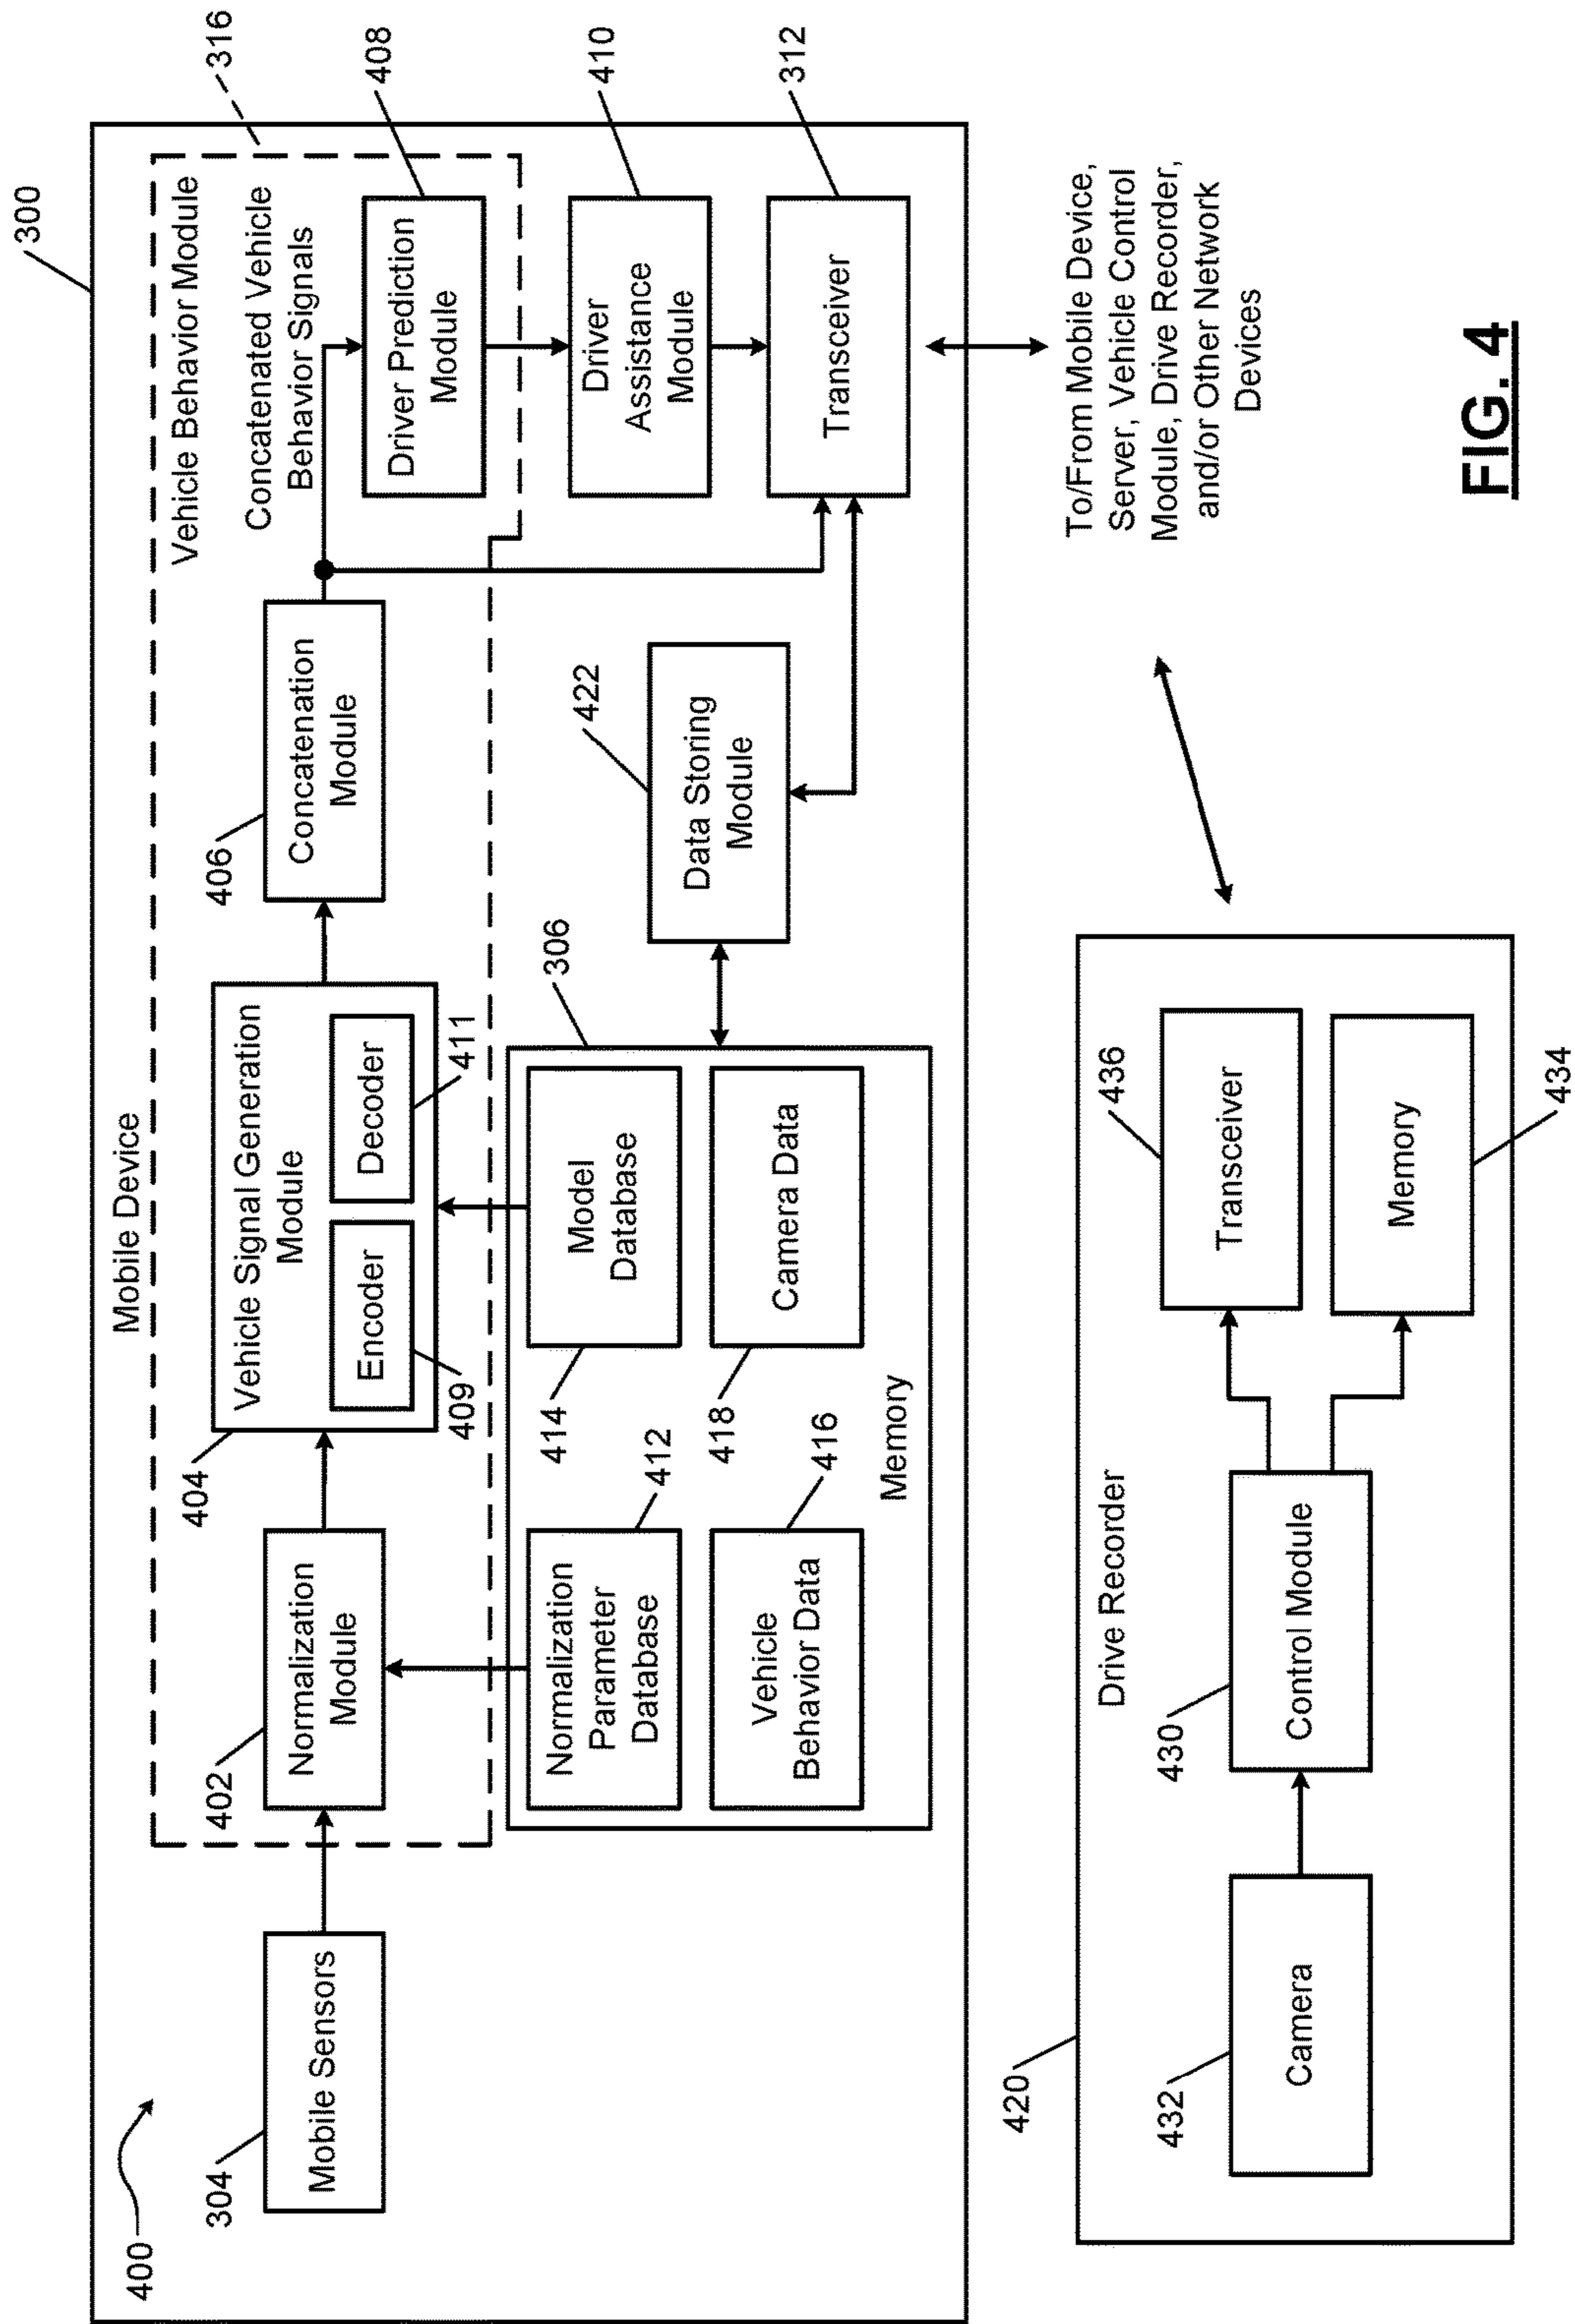 300
400
Mobile Device
316
Vehicle Behavior Module
304
Mobile Sensors
402
Normalization
Module
404
Vehicle Signal Generation
Module
Encoder
409
Decoder
411
406
Concatenation
Module
Concatenated Vehicle
Behavior Signals
408
Driver Prediction
Module
410
Driver
Assistance
Module
312
Transceiver
306
Normalization
Parameter
Database
412
414
Model
Database
Vehicle
Behavior Data
416
418
Camera Data
Memory
422
Data Storing
Module
To/From Mobile Device,
Server, Vehicle Control
Module, Drive Recorder,
and/or Other Network
Devices
420
Drive Recorder
432
Camera
430
Control Module
436
Transceiver
Memory
434
FIG. 4